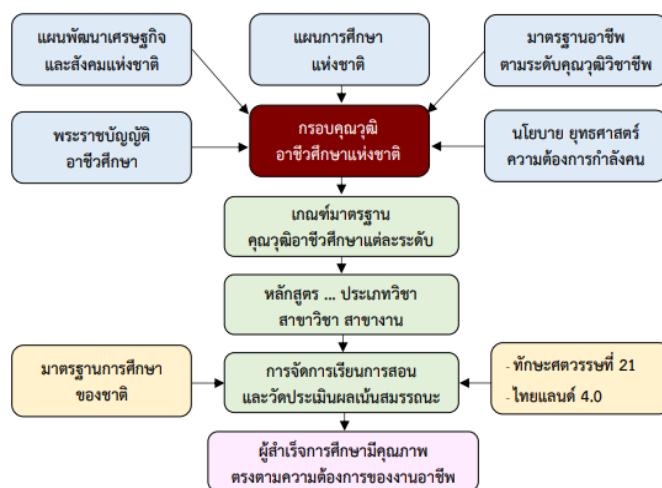 แผนพัฒนาเศรษฐกิจ
และสังคมแห่งชาติ
แผนการศึกษา
แห่งชาติ
มาตรฐานอาชีพ
ตามระดับคุณวุฒิวิชาชีพ
พระราชบัญญัติ
อาชีวศึกษา
กรอบคุณวุฒิ
อาชีวศึกษาแห่งชาติ
นโยบาย ยุทธศาสตร์
ความต้องการกำลังคน
เกณฑ์มาตรฐาน
คุณวุฒิอาชีวศึกษาแต่ละระดับ
หลักสูตร ... ประเภทวิชา
สาขาวิชา สาขางาน
มาตรฐานการศึกษา
ของชาติ
การจัดการเรียนการสอน
และวัดประเมินผลเน้นสมรรถนะ
- ทักษะศตวรรษที่ 21
- ไทยแลนด์ 4.0
ผู้สำเร็จการศึกษามีคุณภาพ
ตรงตามความต้องการของงานอาชีพ